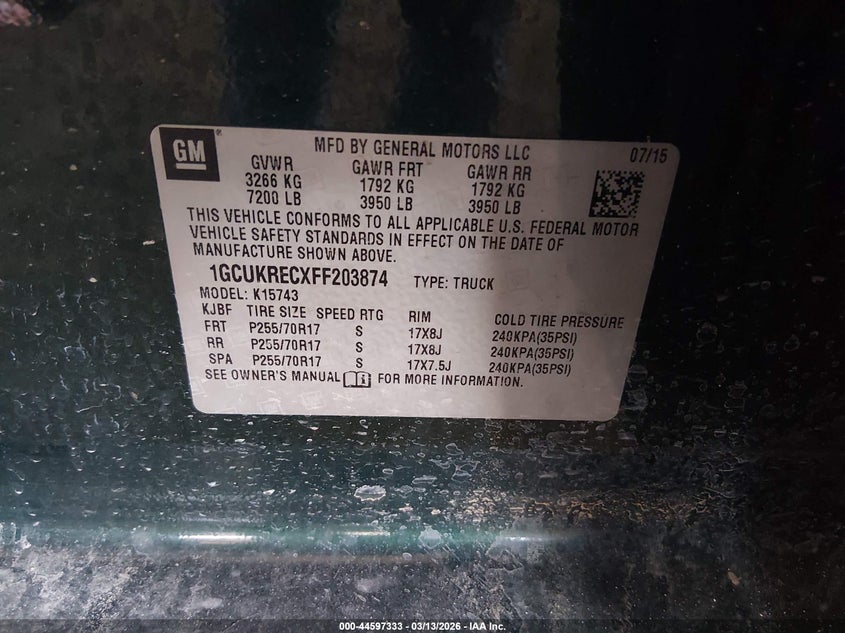 GM
MFD BY GENERAL MOTORS LLC 07/15
GVWR GAWR FRT GAWR RR
3266 KG 1792 KG 1792 KG
7200 LB 3950 LB 3950 LB
THIS VEHICLE CONFORMS TO ALL APPLICABLE U.S. FEDERAL MOTOR
VEHICLE SAFETY STANDARDS IN EFFECT ON THE DATE OF
MANUFACTURE SHOWN ABOVE.
1GCUKRECXFF203874 TYPE: TRUCK
MODEL: K15743
KJBF TIRE SIZE SPEED RTG RIM COLD TIRE PRESSURE
FRT P255/70R17 S 17X8J 240KPA(35PSI)
RR P255/70R17 S 17X8J 240KPA(35PSI)
SPA P255/70R17 S 17X7.5J 240KPA(35PSI)
SEE OWNER'S MANUAL FOR MORE INFORMATION.
000-44597333 / 03/13/2026 - IAA Inc.